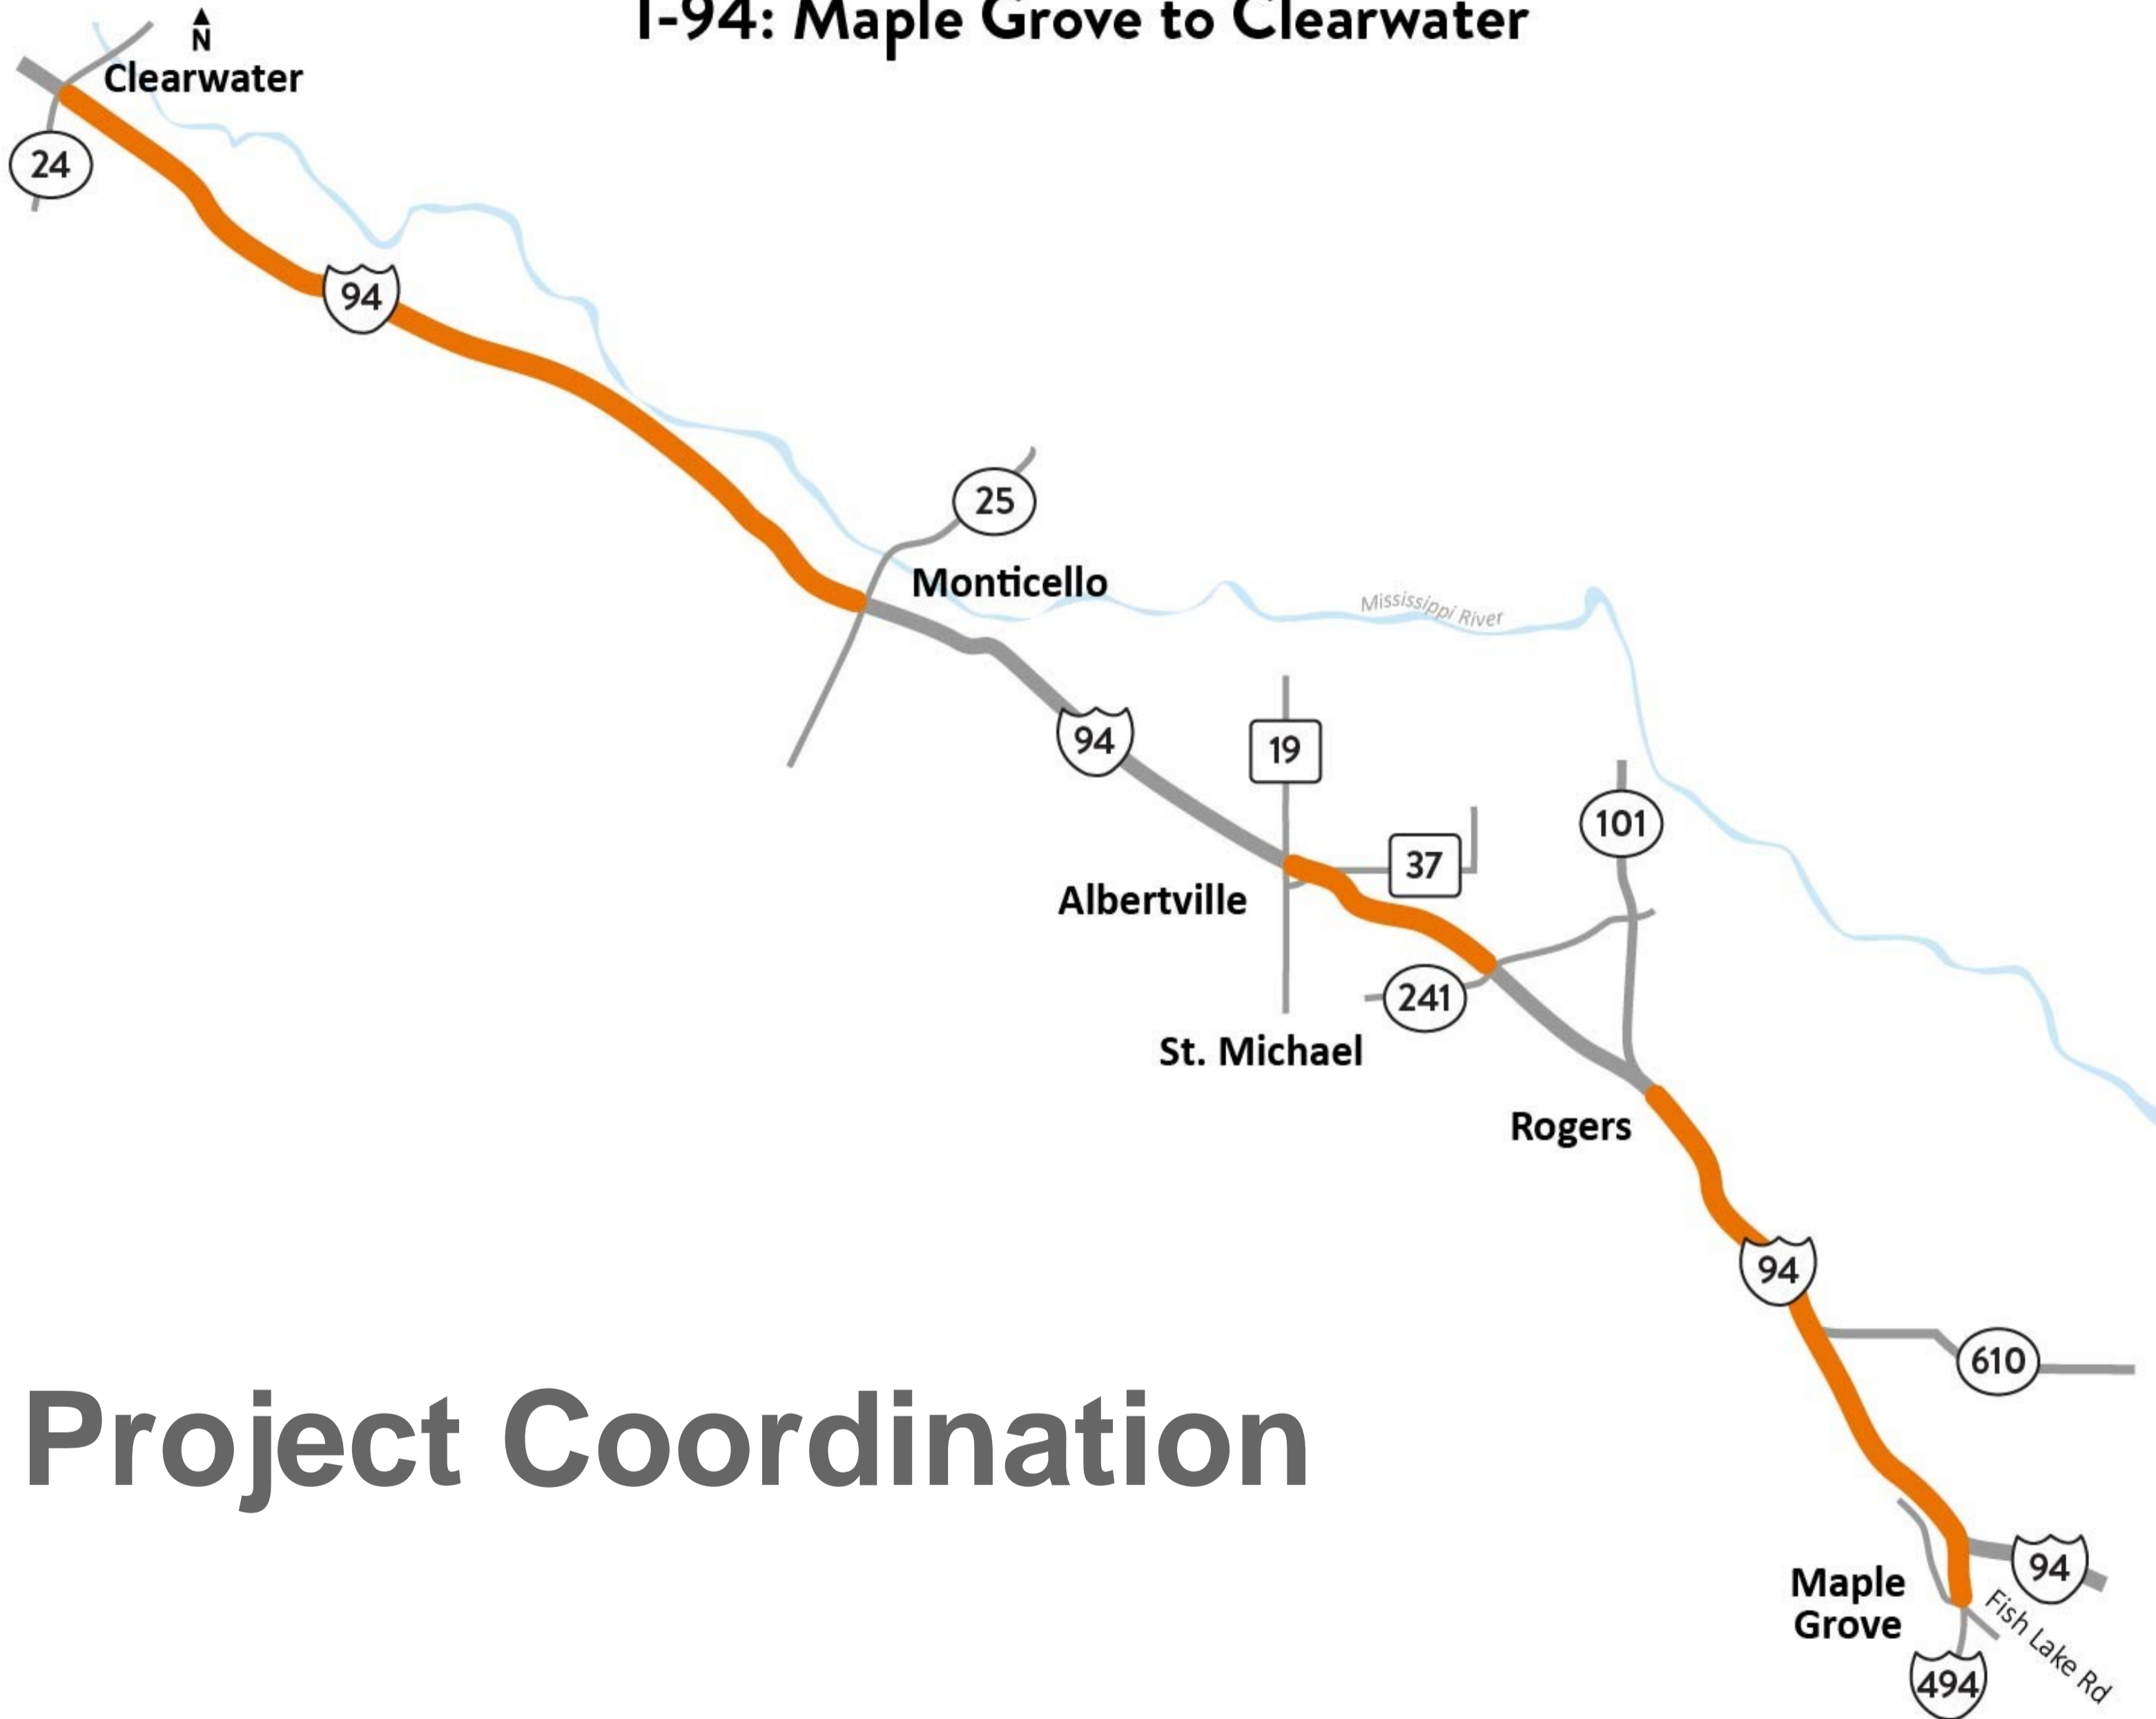 I-94: Maple Grove to Clearwater
N
Clearwater
24
94
25
Monticello
Mississippi River
94
19
101
37
Albertville
241
St. Michael
Rogers
94
610
Project Coordination
94
Maple
Grove
Fish Lake Rd
494